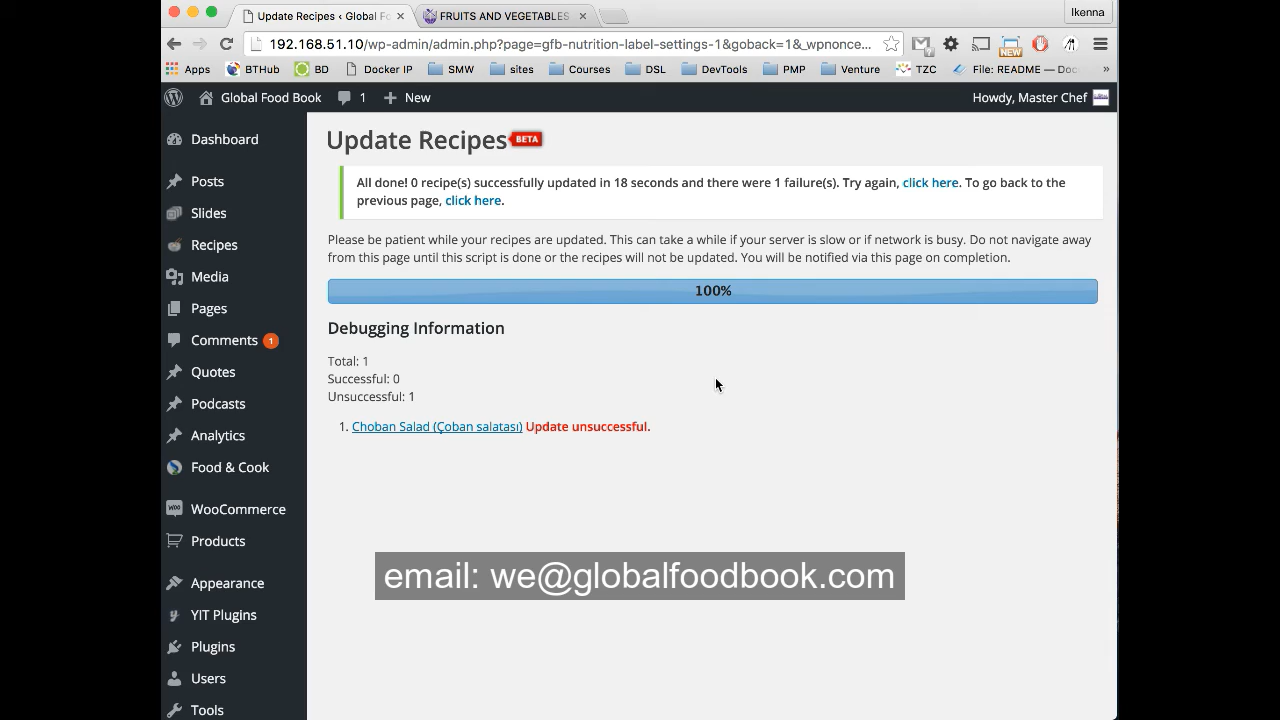 Update Recipes ‹ Global Fo
FRUITS AND VEGETABLES
Ikenna
192.168.51.10/wp-admin/admin.php?page=gfb-nutrition-label-settings-1&goback=1&_wpnonce...
NEW
Apps
BTHub
BD
Docker IP
SMW
sites
Courses
DSL
DevTools
PMP
Venture
TZC
File: README — Doc
»
Global Food Book
1
New
Howdy, Master Chef
Dashboard
Posts
Slides
Recipes
Media
Pages
Comments 1
Quotes
Podcasts
Analytics
Food & Cook
WOO WooCommerce
Products
Appearance
YIT Plugins
Plugins
Users
Tools
Update Recipes BETA
All done! 0 recipe(s) successfully updated in 18 seconds and there were 1 failure(s). Try again, click here. To go back to the
previous page, click here.
Please be patient while your recipes are updated. This can take a while if your server is slow or if network is busy. Do not navigate away
from this page until this script is done or the recipes will not be updated. You will be notified via this page on completion.
100%
Debugging Information
Total: 1
Successful: 0
Unsuccessful: 1
1. Choban Salad (Çoban salatası) Update unsuccessful.
email: we@globalfoodbook.com